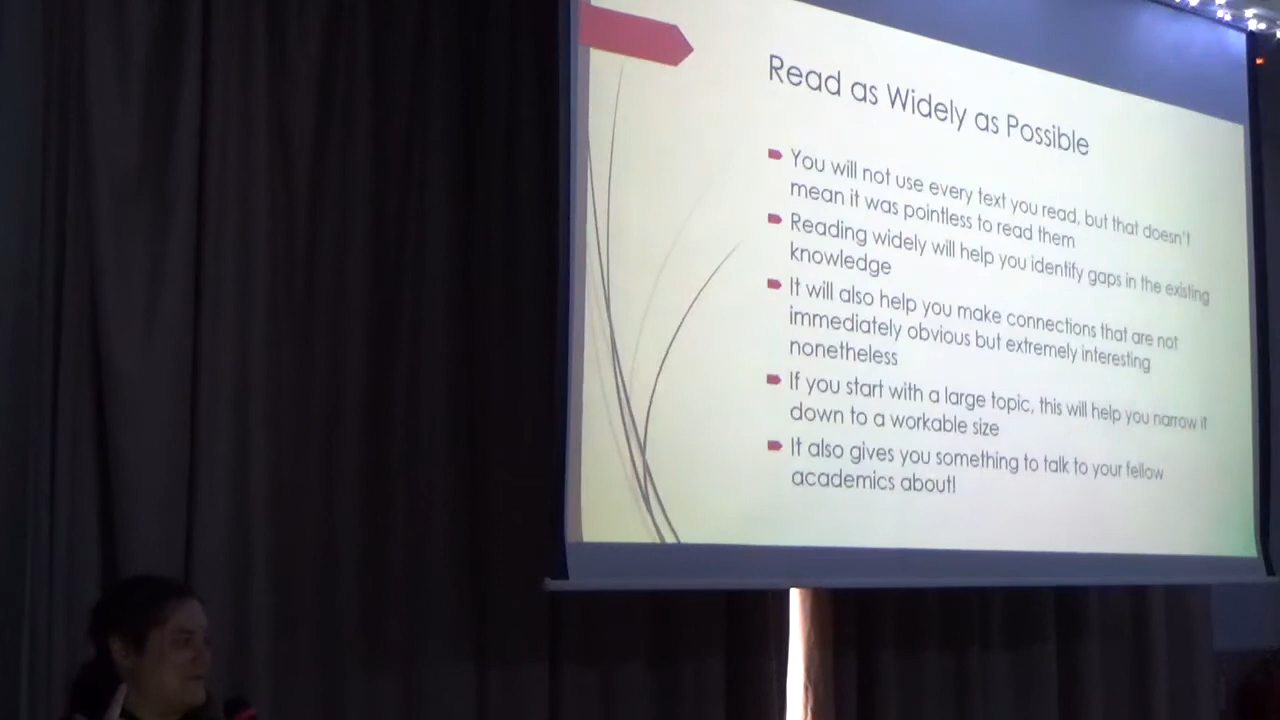 Read as Widely as Possible
You will not use every text you read, but that doesn't
mean it was pointless to read them
Reading widely will help you identify gaps in the existing
knowledge
It will also help you make connections that are not
immediately obvious but extremely interesting
nonetheless
If you start with a large topic, this will help you narrow it
down to a workable size
It also gives you something to talk to your fellow
academics about!